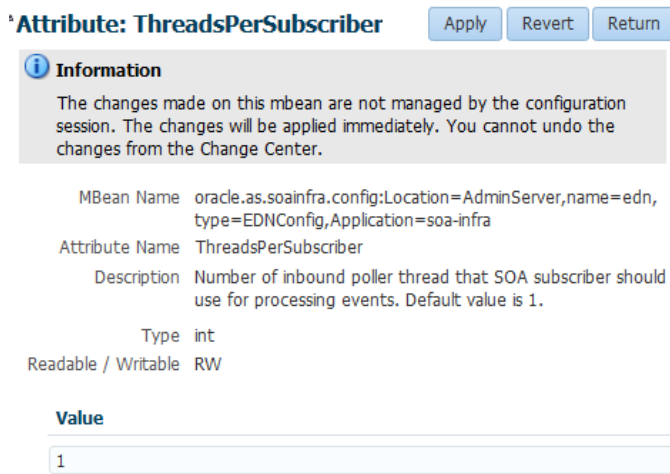 Attribute: ThreadsPerSubscriber Apply Revert Return
Information
The changes made on this mbean are not managed by the configuration
session. The changes will be applied immediately. You cannot undo the
changes from the Change Center.
MBean Name oracle.as.soainfra.config:Location=AdminServer,name=edn,
type=EDNConfig,Application=soa-infra
Attribute Name ThreadsPerSubscriber
Description Number of inbound poller thread that SOA subscriber should
use for processing events. Default value is 1.
Type int
Readable / Writable RW
Value
1